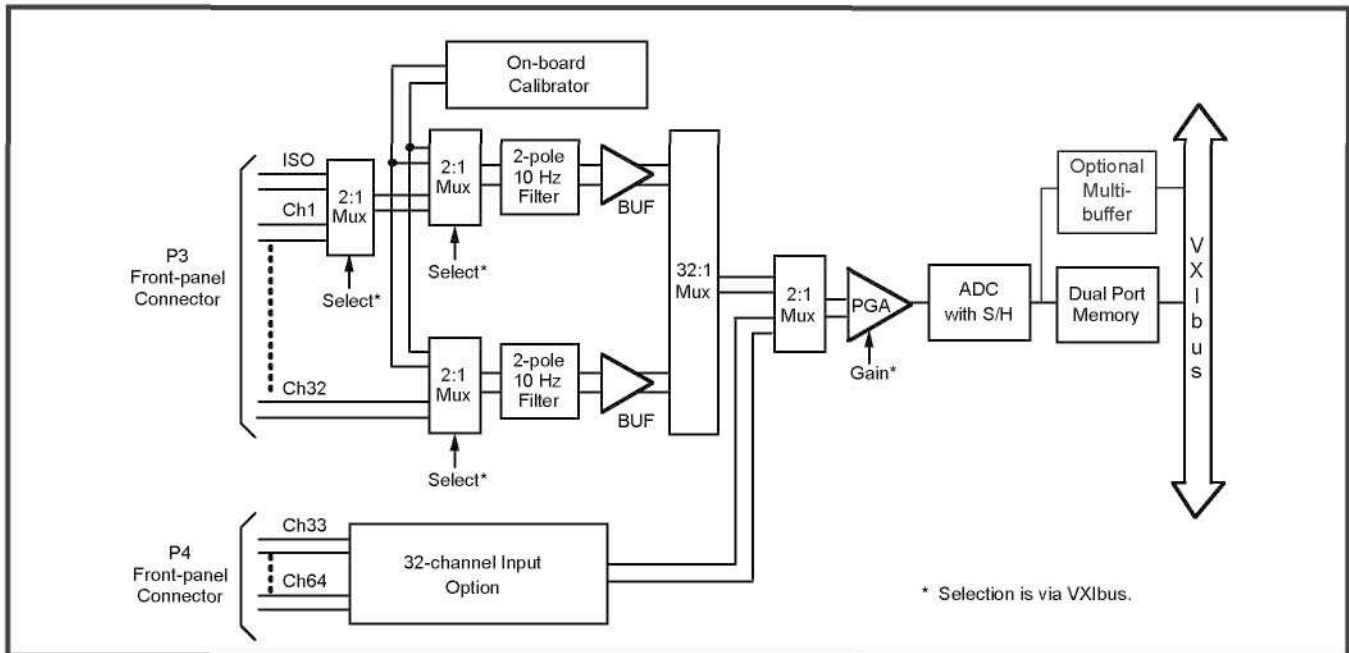 On-board
Calibrator
ISO
Ch1
P3
Front-panel
Connector
Ch32
2:1
Mux
Select*
2:1
Mux
Select*
2-pole
10 Hz
Filter
BUF
2:1
Mux
Select*
2-pole
10 Hz
Filter
BUF
32:1
Mux
2:1
Mux
PGA
Gain*
ADC
with S/H
Optional
Multi-
buffer
Dual Port
Memory
VXIbus
P4
Front-panel
Connector
Ch33
Ch64
32-channel Input
Option
* Selection is via VXIbus.